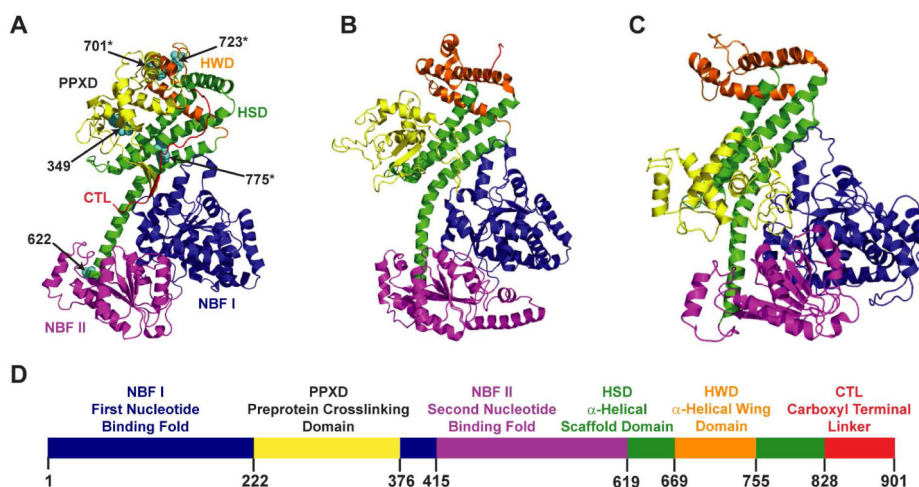 A
701*
723*
HWD
PPXD
HSD
349
775*
CTL
622
NBF II
NBF I
B
C
D
NBF I
First Nucleotide
Binding Fold
PPXD
Preprotein Crosslinking
Domain
NBF II
Second Nucleotide
Binding Fold
HSD
α-Helical
Scaffold Domain
HWD
α-Helical Wing
Domain
CTL
Carboxyl Terminal
Linker
1 222 376 415 619 669 755 828 901